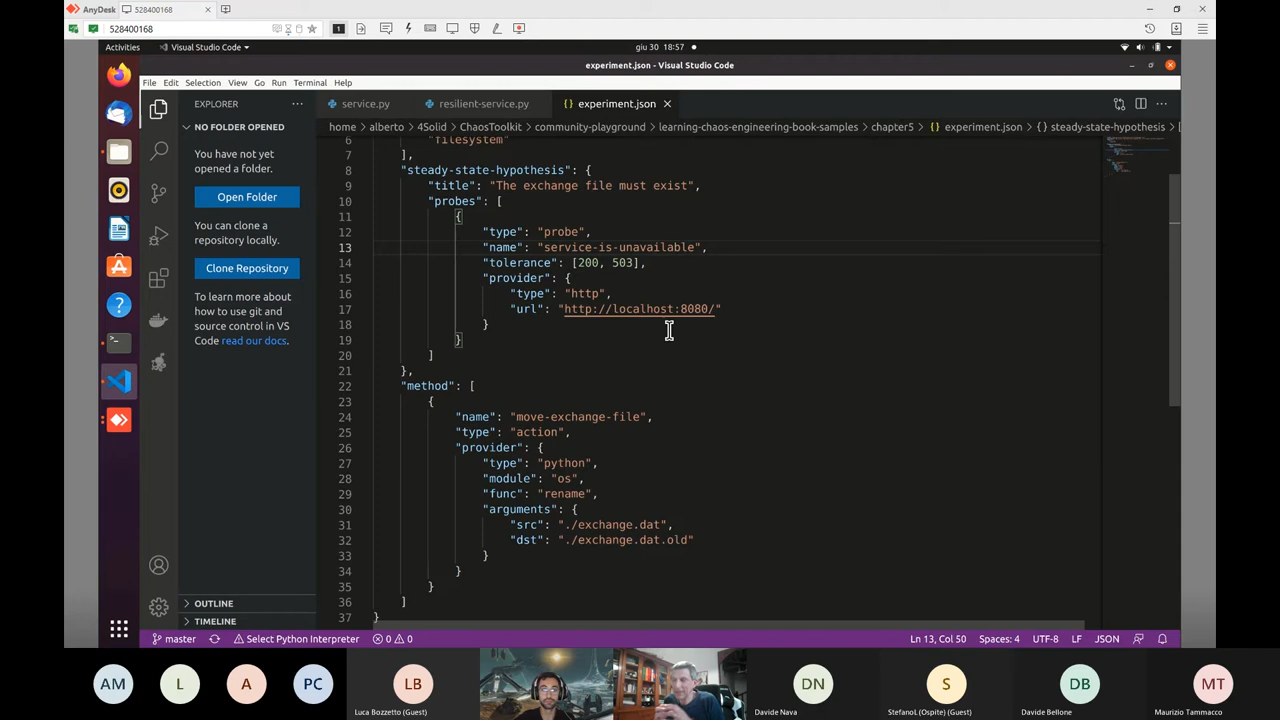 AnyDesk
528400168
528400168
1
Activities
Visual Studio Code
giu 30 18:57
experiment.json - Visual Studio Code
File Edit Selection View Go Run Terminal Help
EXPLORER
service.py
resilient-service.py
{} experiment.json
NO FOLDER OPENED
home > alberto > 4Solid > ChaosToolkit > community-playground > learning-chaos-engineering-book-samples > chapter5 > {} experiment.json > {} steady-state-hypothesis >
You have not yet
opened a folder.
Open Folder
You can clone a
repository locally.
Clone Repository
To learn more about
how to use git and
source control in VS
Code read our docs.
OUTLINE
TIMELINE
6 "filesystem"
7 ],
8 "steady-state-hypothesis": {
9 "title": "The exchange file must exist",
10 "probes": [
11 {
12 "type": "probe",
13 "name": "service-is-unavailable",
14 "tolerance": [200, 503],
15 "provider": {
16 "type": "http",
17 "url": "http://localhost:8080/"
18 }
19 }
20 ]
21 },
22 "method": [
23 {
24 "name": "move-exchange-file",
25 "type": "action",
26 "provider": {
27 "type": "python",
28 "module": "os",
29 "func": "rename",
30 "arguments": {
31 "src": "./exchange.dat",
32 "dst": "./exchange.dat.old"
33 }
34 }
35 }
36 ]
37 }
master
Select Python Interpreter
0 0
Ln 13, Col 50
Spaces: 4
UTF-8
LF
JSON
AM
L
A
PC
LB
DN
S
DB
MT
Luca Bozzetto (Guest)
Davide Nava
StefanoL (Ospite) (Guest)
Davide Bellone
Maurizio Tammacco